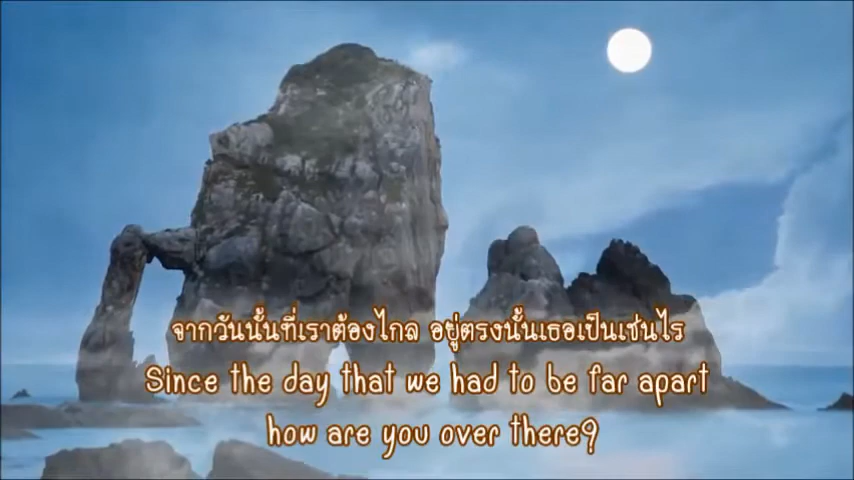 จากวันนั้นที่เราต้องไกล อยู่ตรงนั้นเธอเป็นเช่นไร
Since the day that we had to be far apart
how are you over there?